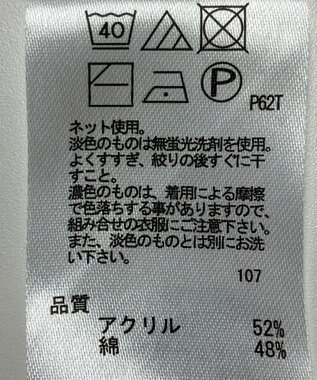 40
P
P62T
ネット使用。
淡色のものは無蛍光洗剤を使用。
よくすすぎ、絞りの後すぐに干
すこと。
濃色のものは、着用による摩擦
で色落ちする事がありますので、
組み合せの衣服にご注意下さい。
また、淡色のものとは別にお洗
い下さい。
107
品質
アクリル 52%
綿 48%